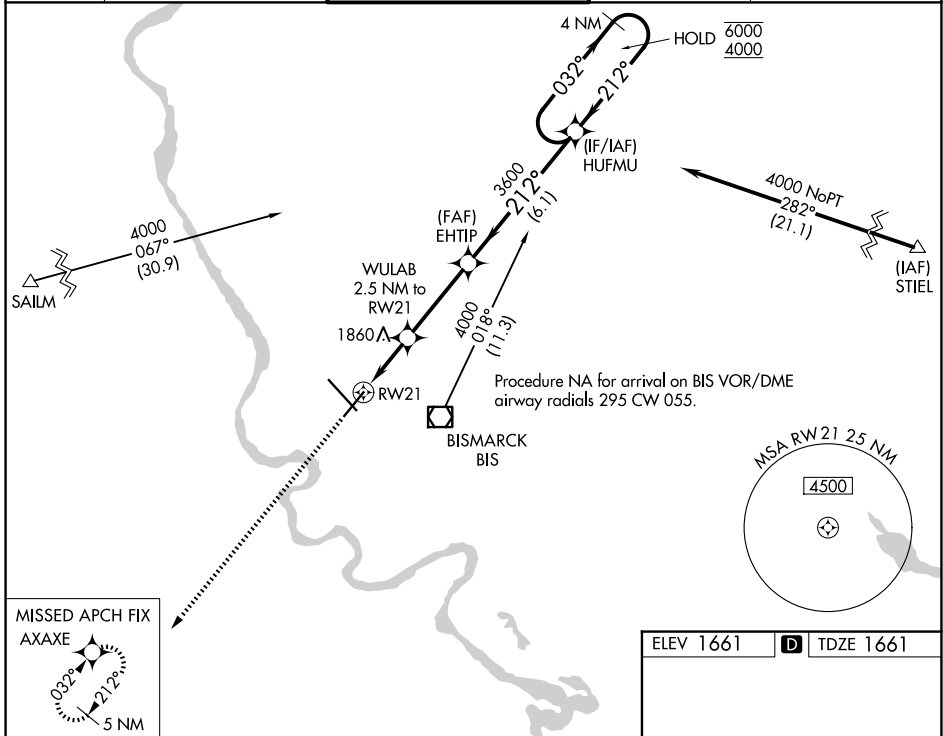 4 NM
HOLD
6000
4000
032°
212°
(IF/IAF)
HUFMU
3600
212°
(6.1)
4000 NoPT
282°
(21.1)
(IAF)
STIEL
(FAF)
EHTIP
4000
067°
(30.9)
SAILM
WULAB
2.5 NM to
RW21
1860
4000
018°
(11.3)
RW21
Procedure NA for arrival on BIS VOR/DME
airway radials 295 CW 055.
BISMARCK
BIS
MSA RW21 25 NM
4500
MISSED APCH FIX
AXAXE
032°
212°
5 NM
ELEV 1661 D TDZE 1661